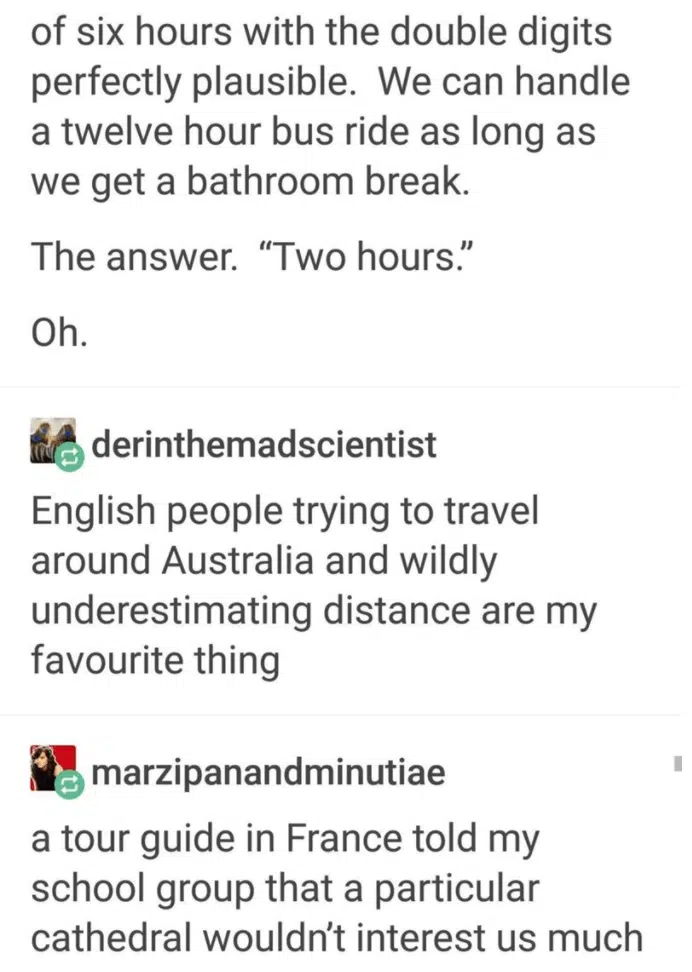 of six hours with the double digits
perfectly plausible.  We can handle
a twelve hour bus ride as long as
we get a bathroom break.
The answer.  “Two hours.”
Oh.
derinthemadscientist
English people trying to travel
around Australia and wildly
underestimating distance are my
favourite thing
marzipanandminutiae
a tour guide in France told my
school group that a particular
cathedral wouldn’t interest us much